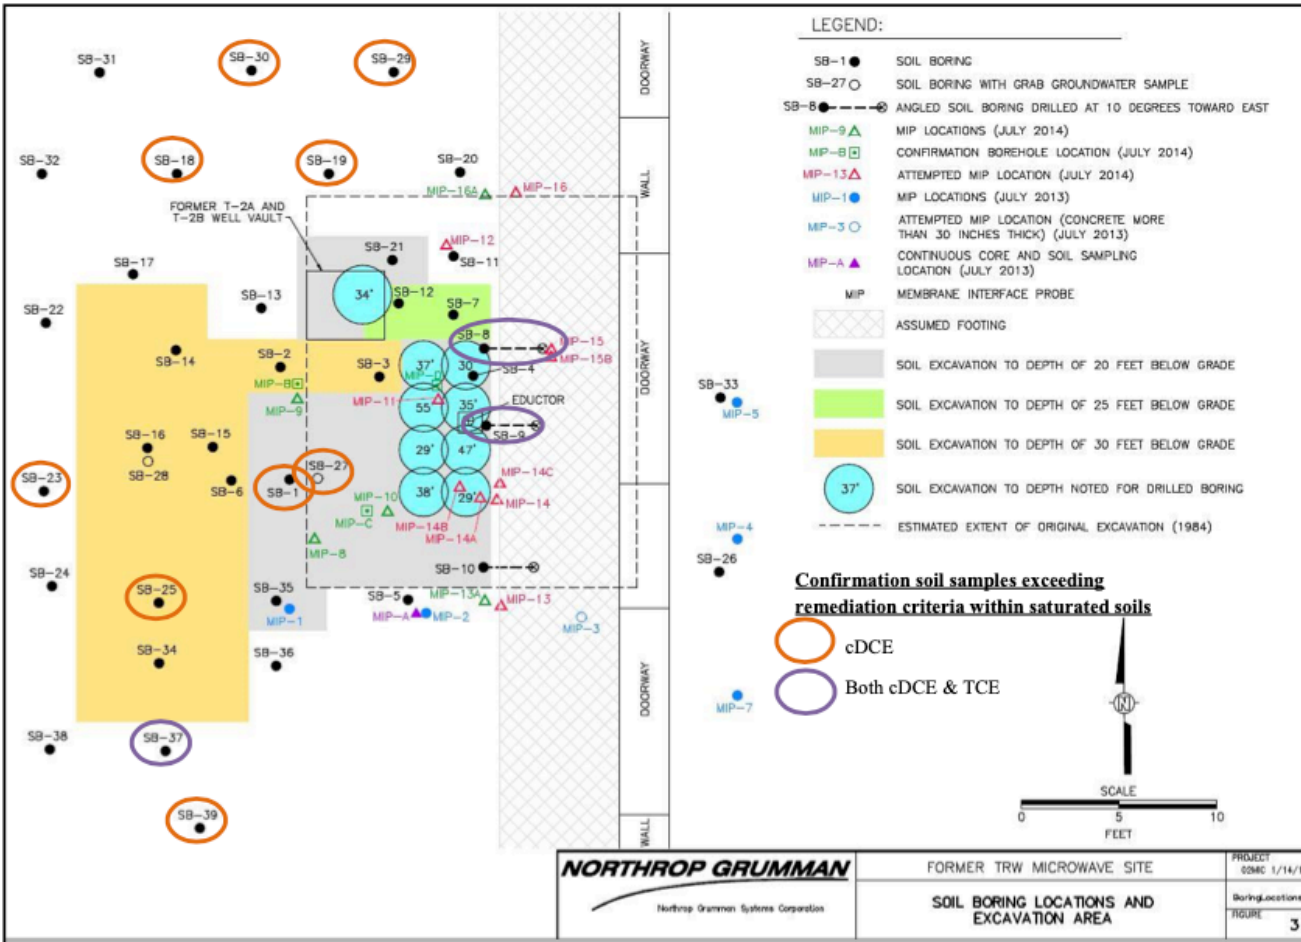 LEGEND:
SB-1 SOIL BORING
SB-27 SOIL BORING WITH GRAB GROUNDWATER SAMPLE
SB-8 ANGLED SOIL BORING DRILLED AT 10 DEGREES TOWARD EAST
MIP-9 MIP LOCATIONS (JULY 2014)
MIP-B CONFIRMATION BOREHOLE LOCATION (JULY 2014)
MIP-13 ATTEMPTED MIP LOCATION (JULY 2014)
MIP-1 MIP LOCATIONS (JULY 2013)
MIP-3 ATTEMPTED MIP LOCATION (CONCRETE MORE
THAN 30 INCHES THICK) (JULY 2013)
MIP-A CONTINUOUS CORE AND SOIL SAMPLING
LOCATION (JULY 2013)
MIP MEMBRANE INTERFACE PROBE
ASSUMED FOOTING
SOIL EXCAVATION TO DEPTH OF 20 FEET BELOW GRADE
SOIL EXCAVATION TO DEPTH OF 25 FEET BELOW GRADE
SOIL EXCAVATION TO DEPTH OF 30 FEET BELOW GRADE
37' SOIL EXCAVATION TO DEPTH NOTED FOR DRILLED BORING
ESTIMATED EXTENT OF ORIGINAL EXCAVATION (1984)
Confirmation soil samples exceeding
remediation criteria within saturated soils
cDCE
Both cDCE & TCE
N
SCALE
0 5 10
FEET
SB-31
SB-30
SB-29
DOORWAY
SB-32
SB-18
SB-19
SB-20
WALL
MIP-16A
MIP-16
FORMER T-2A AND
T-2B WELL VAULT
MIP-12
SB-21
SB-11
SB-17
SB-13
34'
SB-12
SB-7
SB-22
SB-14
SB-2
SB-3
SB-8
MIP-15
MIP-15B
DOORWAY
37'
30'
SB-4
MIP-B
MIP-D
MIP-9
MIP-11
55'
35'
EDUCTOR
SB-9
SB-33
MIP-5
SB-16
SB-28
SB-15
29'
47'
SB-23
SB-6
SB-1
SB-27
MIP-14C
38'
29'
MIP-14
MIP-10
MIP-C
MIP-14B
MIP-14A
MIP-8
MIP-4
SB-26
SB-24
SB-10
SB-25
SB-35
MIP-1
SB-5
MIP-A
MIP-2
MIP-13A
MIP-13
MIP-3
SB-34
SB-36
DOORWAY
MIP-7
SB-38
SB-37
SB-39
WALL
NORTHROP GRUMMAN
Northrop Grumman Systems Corporation
FORMER TRW MICROWAVE SITE
SOIL BORING LOCATIONS AND
EXCAVATION AREA
PROJECT
BoringLocations
FIGURE
3